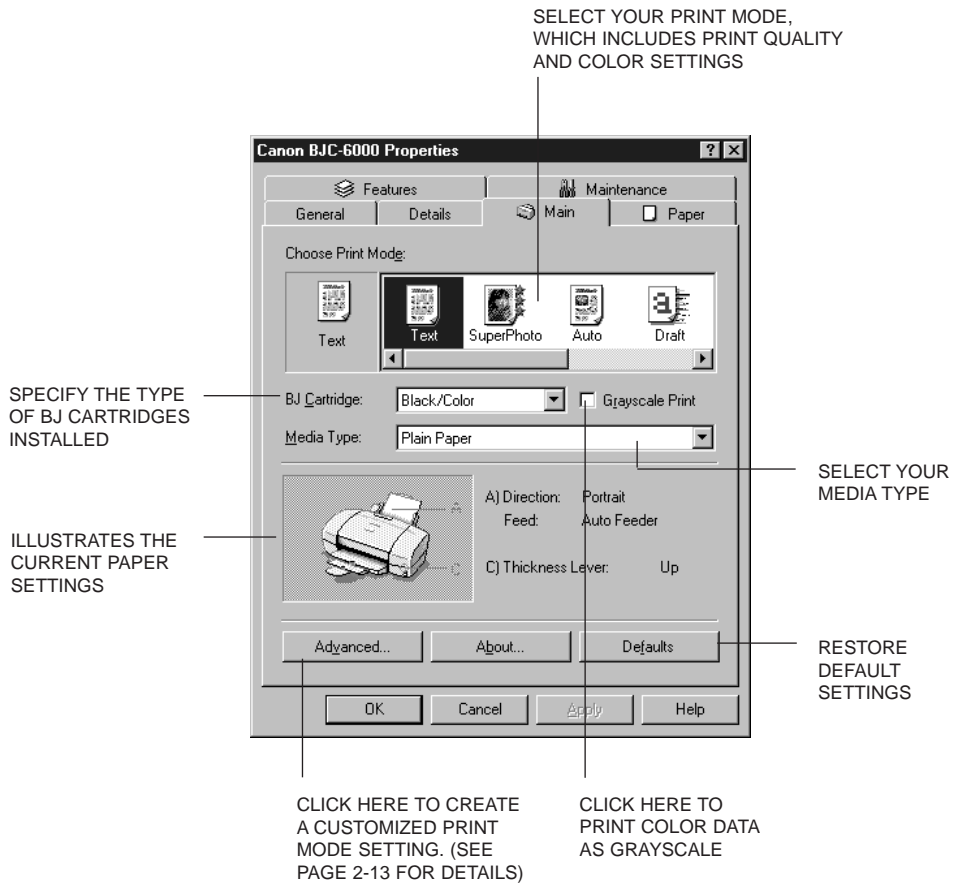 SELECT YOUR PRINT MODE,
WHICH INCLUDES PRINT QUALITY
AND COLOR SETTINGS
Canon BJC-6000 Properties
Features
Maintenance
General
Details
Main
Paper
Choose Print Mode:
Text
Text
SuperPhoto
Auto
Draft
SPECIFY THE TYPE
OF BJ CARTRIDGES
INSTALLED
BJ Cartridge:
Black/Color
Grayscale Print
Media Type:
Plain Paper
SELECT YOUR
MEDIA TYPE
ILLUSTRATES THE
CURRENT PAPER
SETTINGS
A
C
A) Direction: Portrait
Feed: Auto Feeder
C) Thickness Lever: Up
Advanced...
About...
Defaults
RESTORE
DEFAULT
SETTINGS
OK
Cancel
Apply
Help
CLICK HERE TO CREATE
A CUSTOMIZED PRINT
MODE SETTING. (SEE
PAGE 2-13 FOR DETAILS)
CLICK HERE TO
PRINT COLOR DATA
AS GRAYSCALE